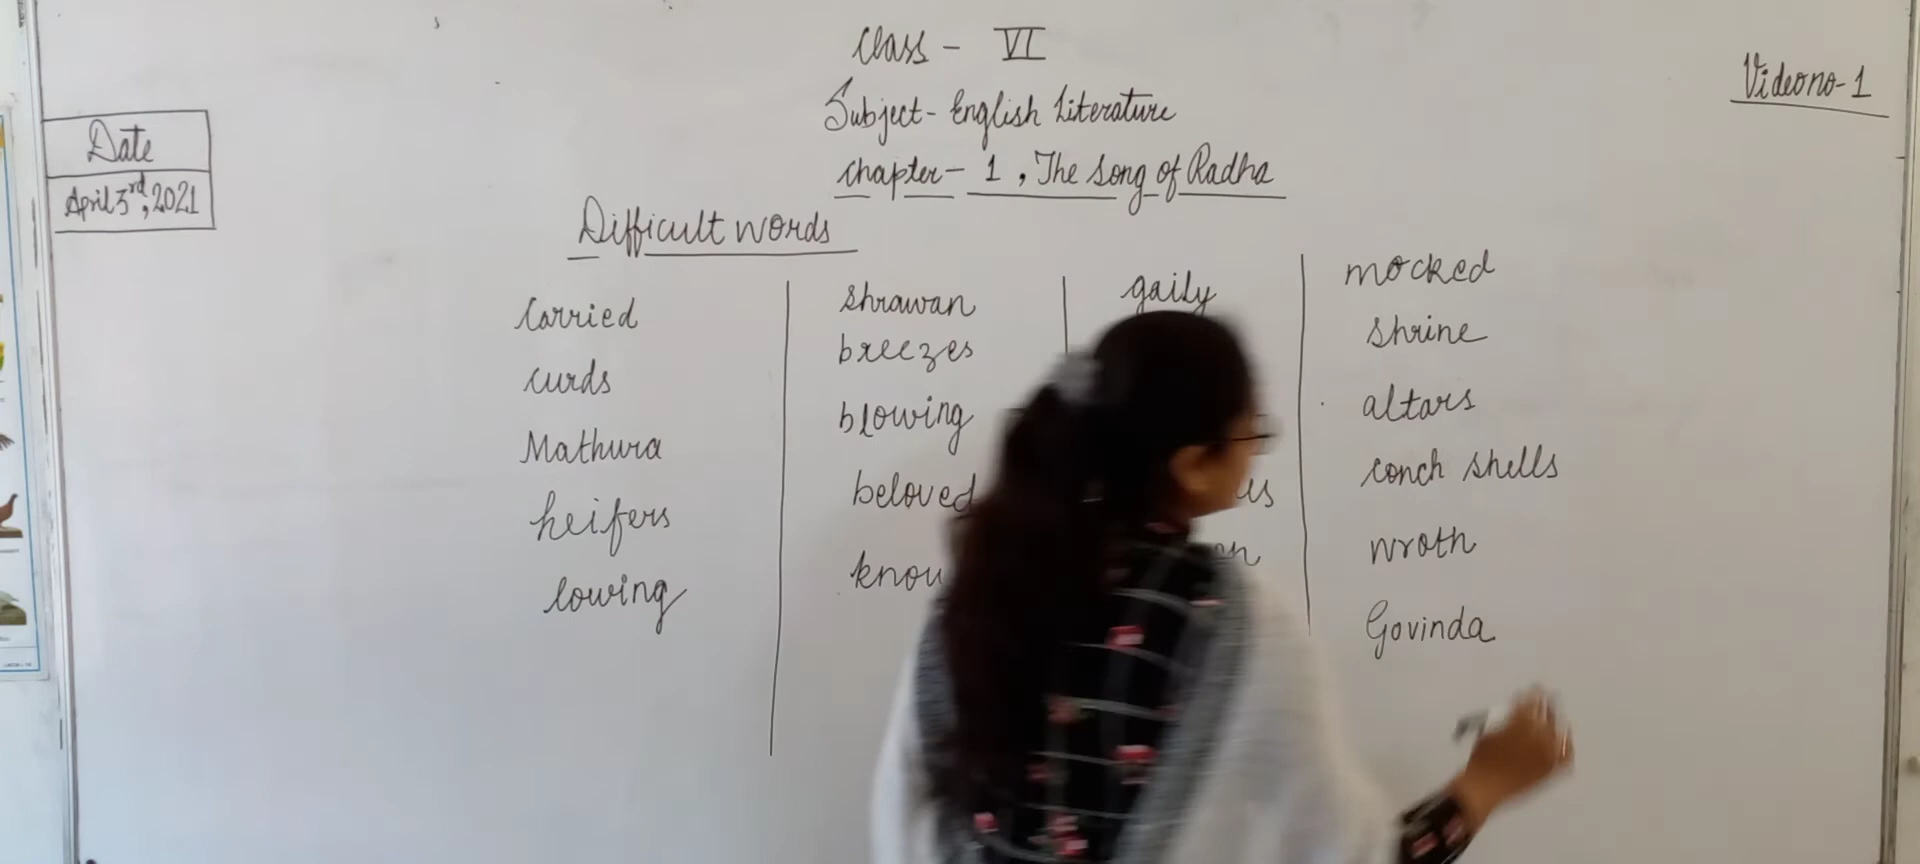 Class - VI
Subject - English Literature
Chapter - 1, The Song of Radha
Video no - 1
Date
April 3rd, 2021
Difficult words
Carried
curds
Mathura
heifers
lowing
Shrawan
breezes
blowing
beloved
gaily
mocked
Shrine
altars
conch shells
wroth
Govinda